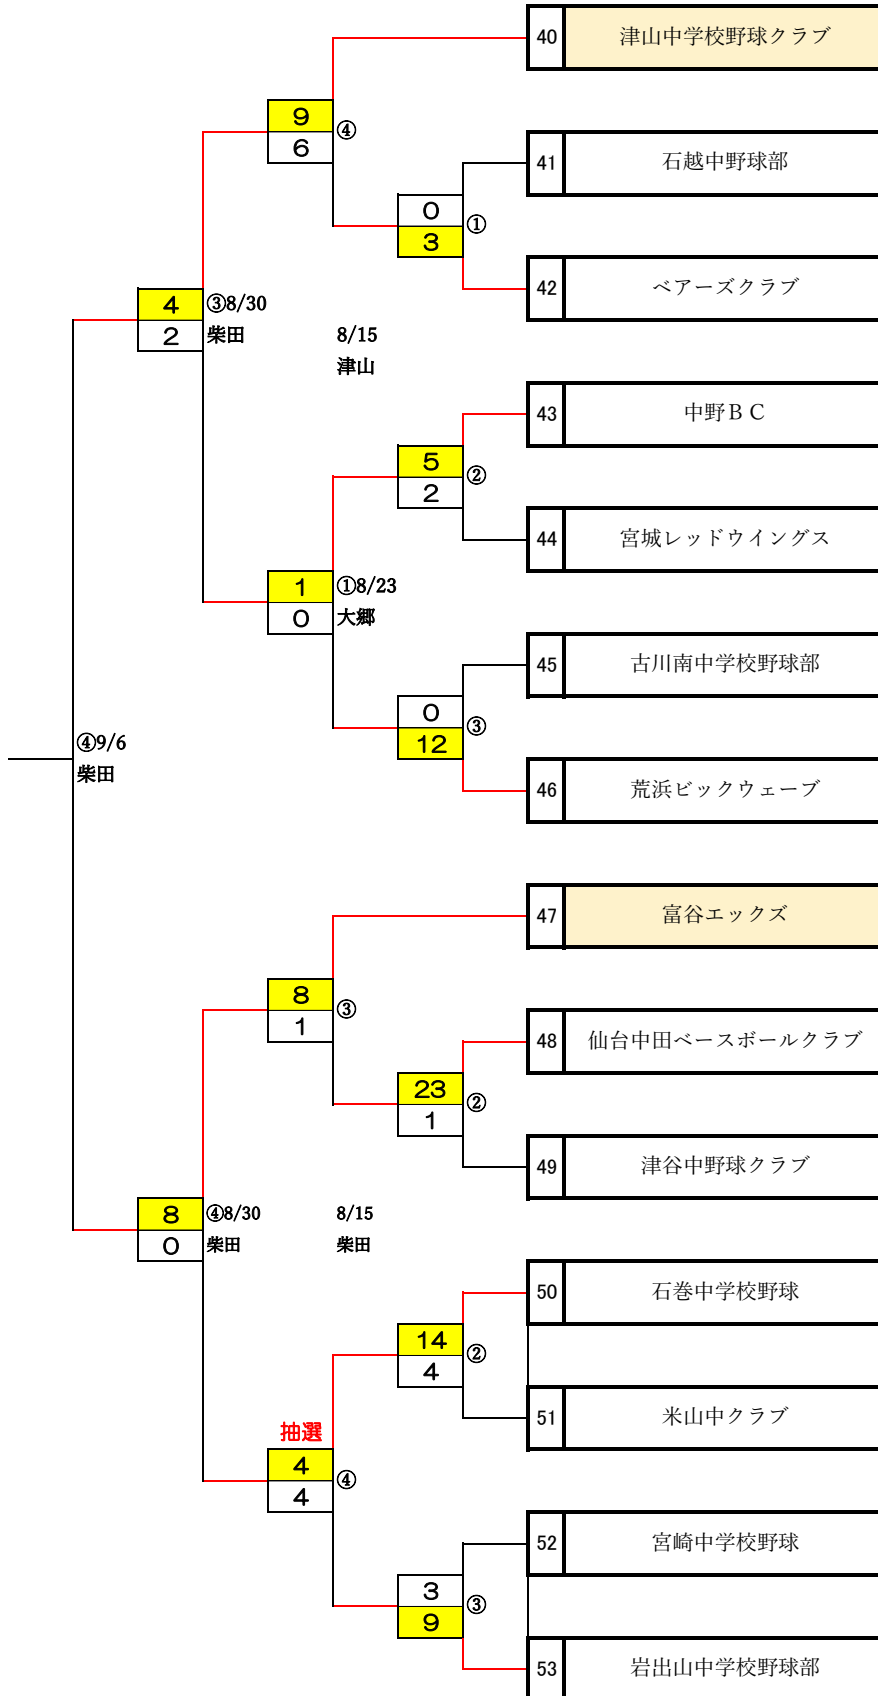 40 津山中学校野球クラブ
9
④
6
41 石越中野球部
0
①
3
42 ベアーズクラブ
4 ③8/30
2 柴田
8/15
津山
43 中野ＢＣ
5
②
2
44 宮城レッドウイングス
1 ①8/23
0 大郷
45 古川南中学校野球部
0
③
12
46 荒浜ビックウェーブ
④9/6
柴田
47 富谷エックズ
8
③
1
48 仙台中田ベースボールクラブ
23
②
1
49 津谷中野球クラブ
8 ④8/30
0 柴田
8/15
柴田
50 石巻中学校野球
14
②
4
51 米山中クラブ
抽選
4
④
4
52 宮崎中学校野球
3
③
9
53 岩出山中学校野球部